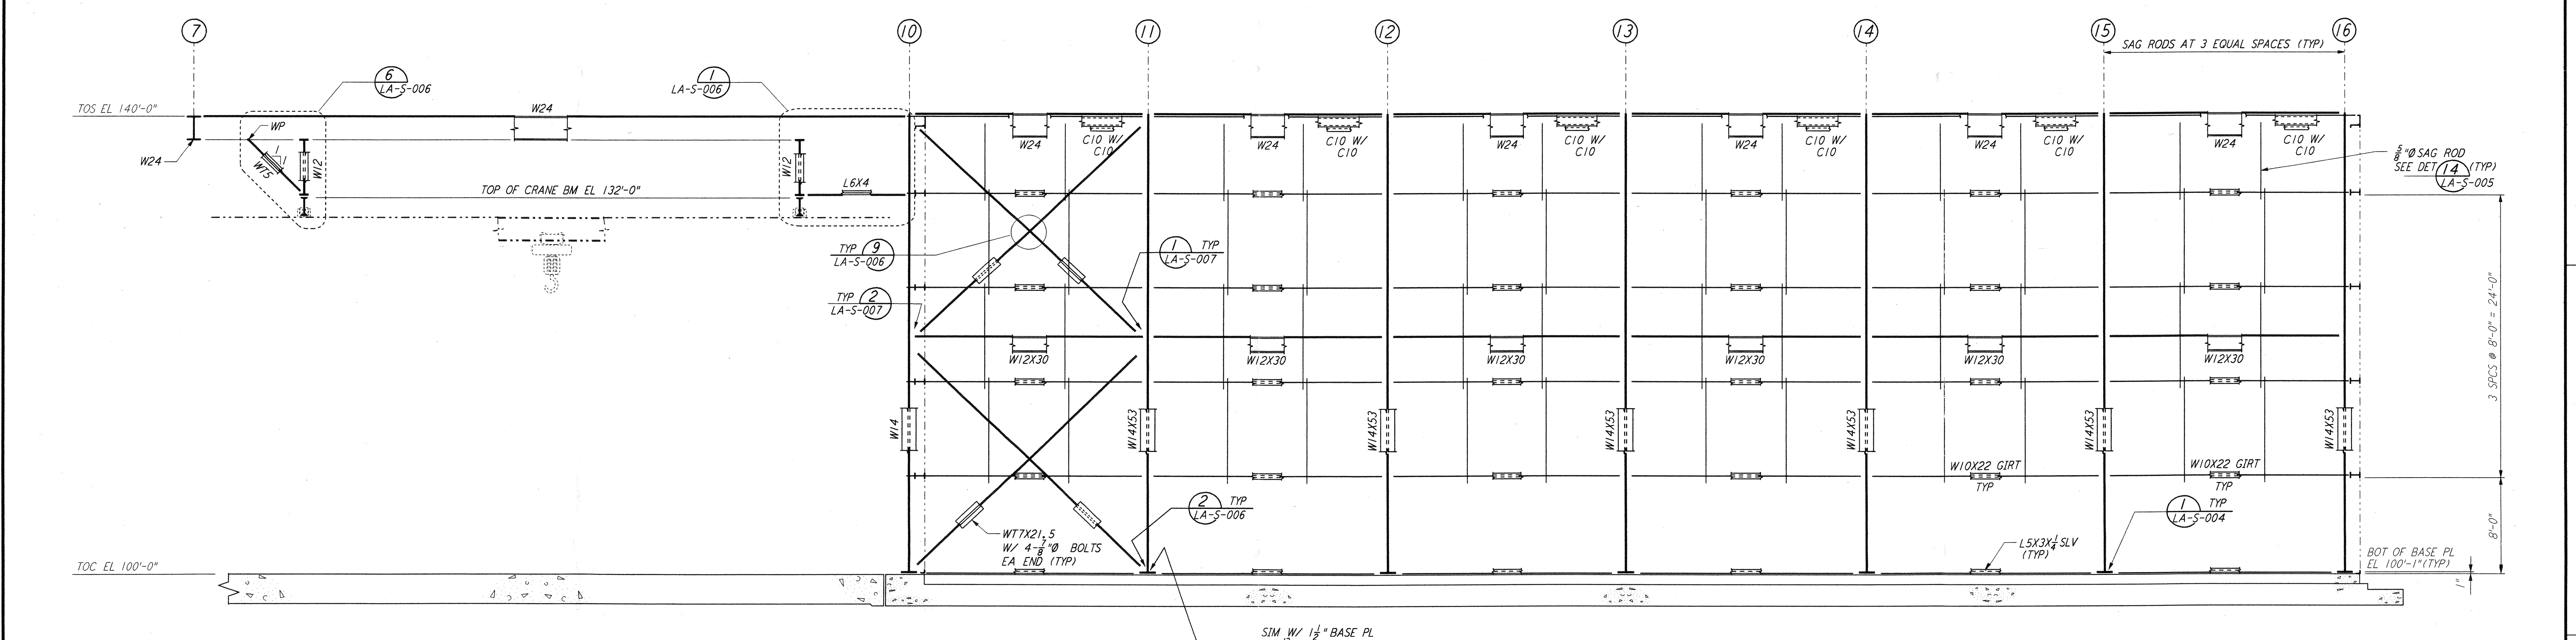 7
10
11
12
13
14
15
16
SAG RODS AT 3 EQUAL SPACES (TYP)
6
LA-S-006
1
LA-S-006
TOS EL 140'-0"
W24
WP
W24
1
1
WT5
W12
W12
TOP OF CRANE BM EL 132'-0"
L6X4
W24
C10 W/
C10
W24
C10 W/
C10
W24
C10 W/
C10
W24
C10 W/
C10
W24
C10 W/
C10
W24
C10 W/
C10
5/8"Ø SAG ROD
SEE DET 14 (TYP)
LA-S-005
TYP 9
LA-S-006
1 TYP
LA-S-007
TYP 2
LA-S-007
3 SPCS @ 8'-0" = 24'-0"
W12X30
W12X30
W12X30
W12X30
W12X30
W12X30
W14
W14X53
W14X53
W14X53
W14X53
W14X53
W14X53
W10X22 GIRT
TYP
W10X22 GIRT
TYP
2 TYP
LA-S-006
1 TYP
LA-S-004
8'-0"
WT7X21.5
W/ 4-7/8"Ø BOLTS
EA END (TYP)
L5X3X1/4 SLV
(TYP)
TOC EL 100'-0"
BOT OF BASE PL
EL 100'-1"(TYP)
1"
SIM W/ 1 1/2" BASE PL